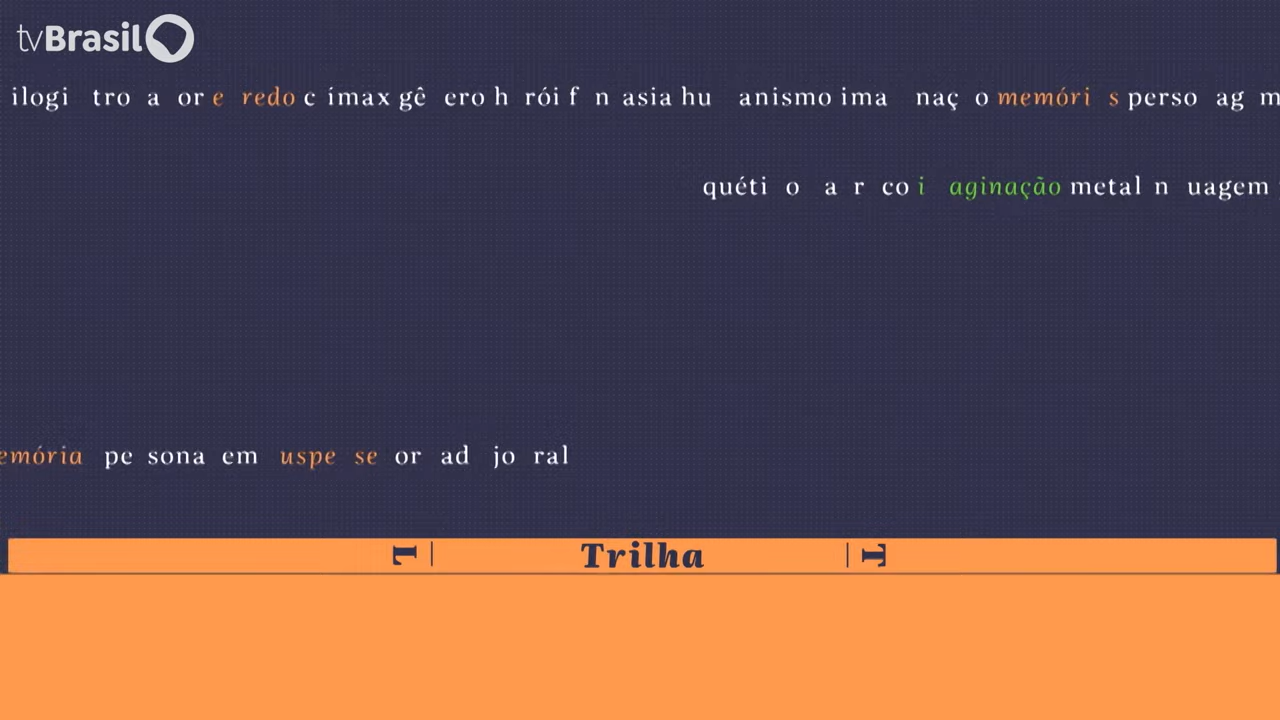 tvBrasil
ilogi tro a or e redo c ímax gê ero h rói f n asia hu anismo ima naç o memóri s perso ag m
quéti o a r co i aginação metal n uagem
emória pe sona em uspe se or ad jo ral
T Trilha T